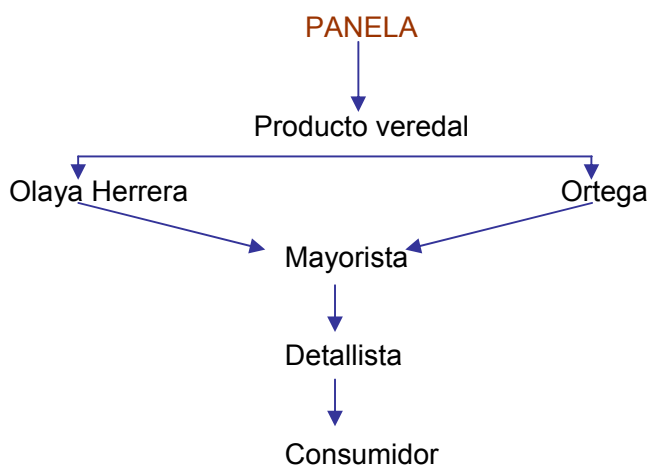 PANELA
Producto veredal
Olaya Herrera
Ortega
Mayorista
Detallista
Consumidor